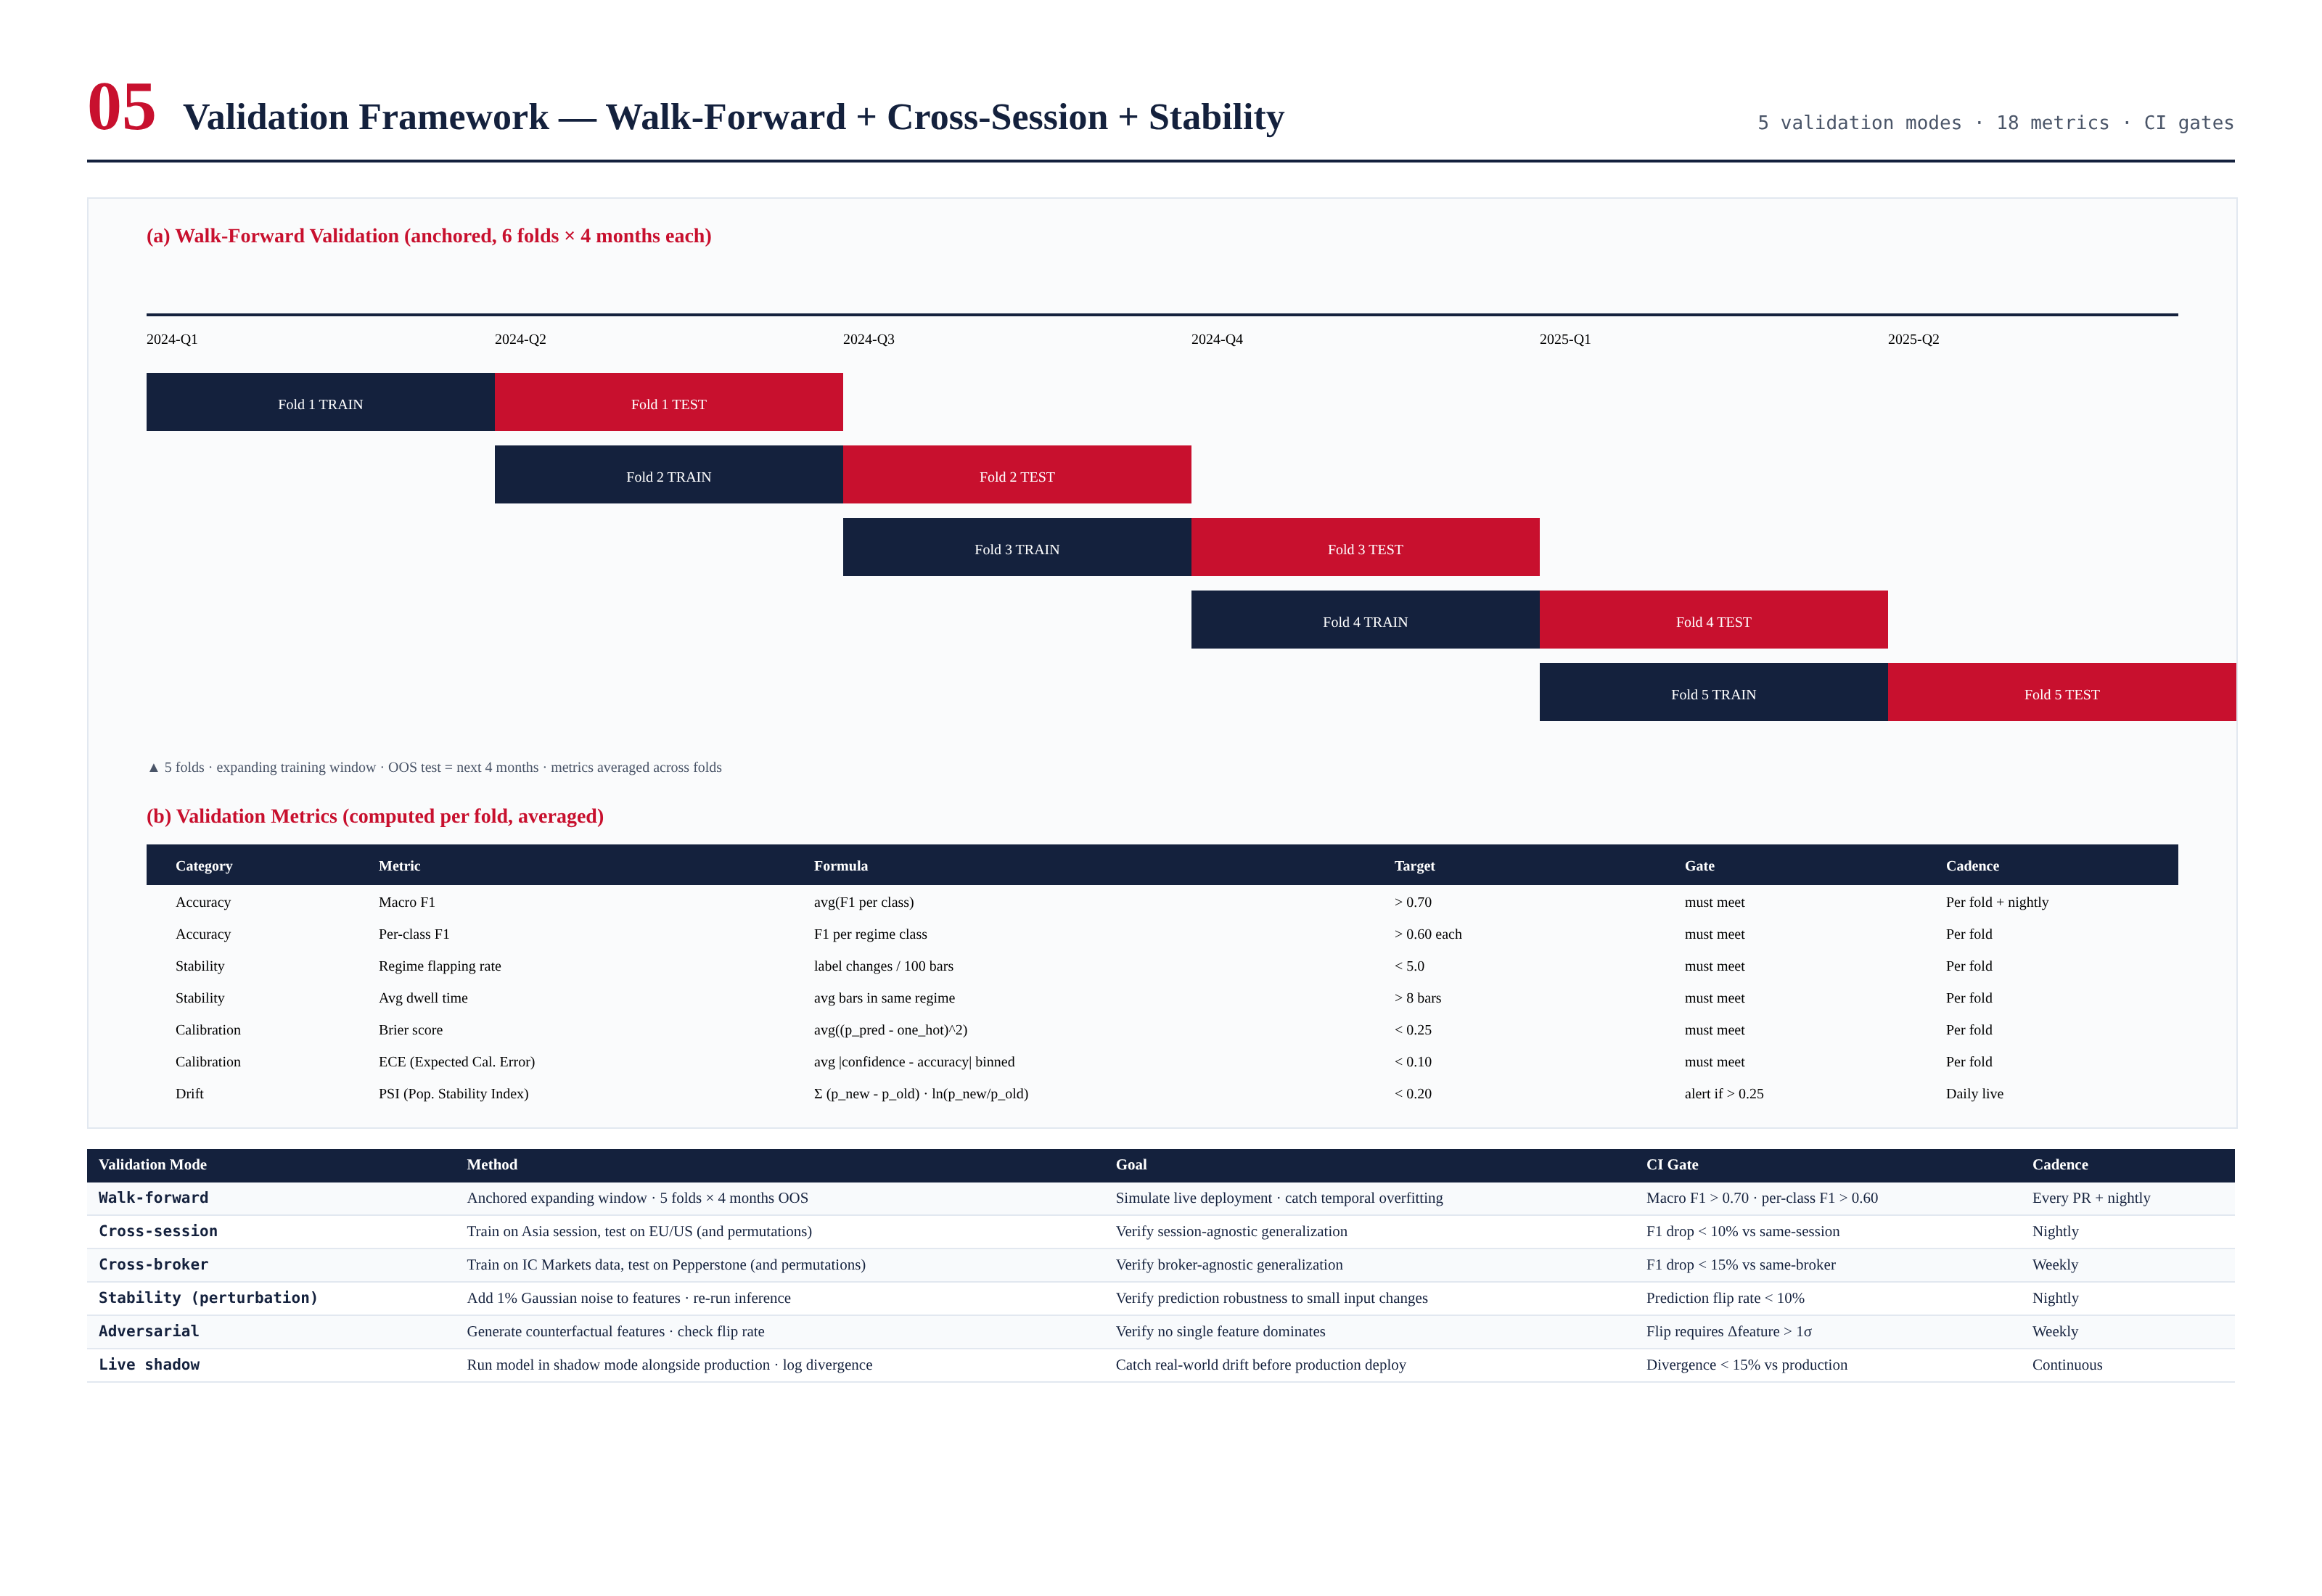 05 Validation Framework — Walk-Forward + Cross-Session + Stability 5 validation modes · 18 metrics · CI gates
(a) Walk-Forward Validation (anchored, 6 folds × 4 months each)
2024-Q1 2024-Q2 2024-Q3 2024-Q4 2025-Q1 2025-Q2
Fold 1 TRAIN Fold 1 TEST
Fold 2 TRAIN Fold 2 TEST
Fold 3 TRAIN Fold 3 TEST
Fold 4 TRAIN Fold 4 TEST
Fold 5 TRAIN Fold 5 TEST
▲ 5 folds · expanding training window · OOS test = next 4 months · metrics averaged across folds
(b) Validation Metrics (computed per fold, averaged)
Category Metric Formula Target Gate Cadence
Accuracy Macro F1 avg(F1 per class) > 0.70 must meet Per fold + nightly
Accuracy Per-class F1 F1 per regime class > 0.60 each must meet Per fold
Stability Regime flapping rate label changes / 100 bars < 5.0 must meet Per fold
Stability Avg dwell time avg bars in same regime > 8 bars must meet Per fold
Calibration Brier score avg((p_pred - one_hot)^2) < 0.25 must meet Per fold
Calibration ECE (Expected Cal. Error) avg |confidence - accuracy| binned < 0.10 must meet Per fold
Drift PSI (Pop. Stability Index) Σ (p_new - p_old) · ln(p_new/p_old) < 0.20 alert if > 0.25 Daily live
Validation Mode Method Goal CI Gate Cadence
Walk-forward Anchored expanding window · 5 folds × 4 months OOS Simulate live deployment · catch temporal overfitting Macro F1 > 0.70 · per-class F1 > 0.60 Every PR + nightly
Cross-session Train on Asia session, test on EU/US (and permutations) Verify session-agnostic generalization F1 drop < 10% vs same-session Nightly
Cross-broker Train on IC Markets data, test on Pepperstone (and permutations) Verify broker-agnostic generalization F1 drop < 15% vs same-broker Weekly
Stability (perturbation) Add 1% Gaussian noise to features · re-run inference Verify prediction robustness to small input changes Prediction flip rate < 10% Nightly
Adversarial Generate counterfactual features · check flip rate Verify no single feature dominates Flip requires Δfeature > 1σ Weekly
Live shadow Run model in shadow mode alongside production · log divergence Catch real-world drift before production deploy Divergence < 15% vs production Continuous